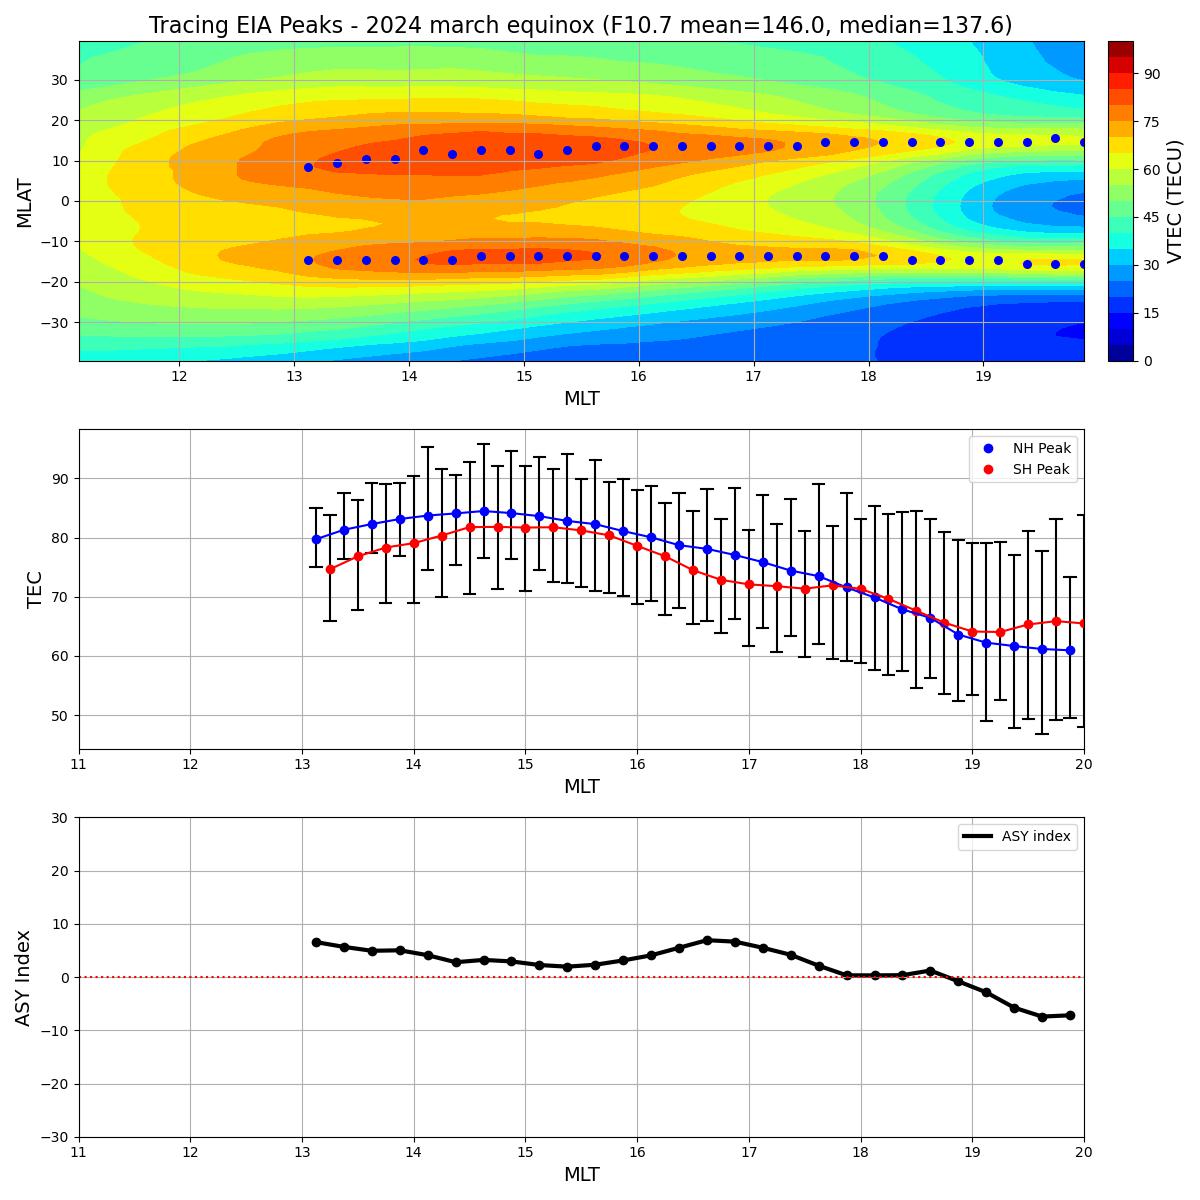 Tracing EIA Peaks - 2024 march equinox (F10.7 mean=146.0, median=137.6)
MLAT
30
20
10
0
−10
−20
−30
12 13 14 15 16 17 18 19
MLT
90
75
60
45
30
15
0
VTEC (TECU)
NH Peak
SH Peak
TEC
90
80
70
60
50
11 12 13 14 15 16 17 18 19 20
MLT
ASY index
ASY Index
30
20
10
0
−10
−20
−30
11 12 13 14 15 16 17 18 19 20
MLT